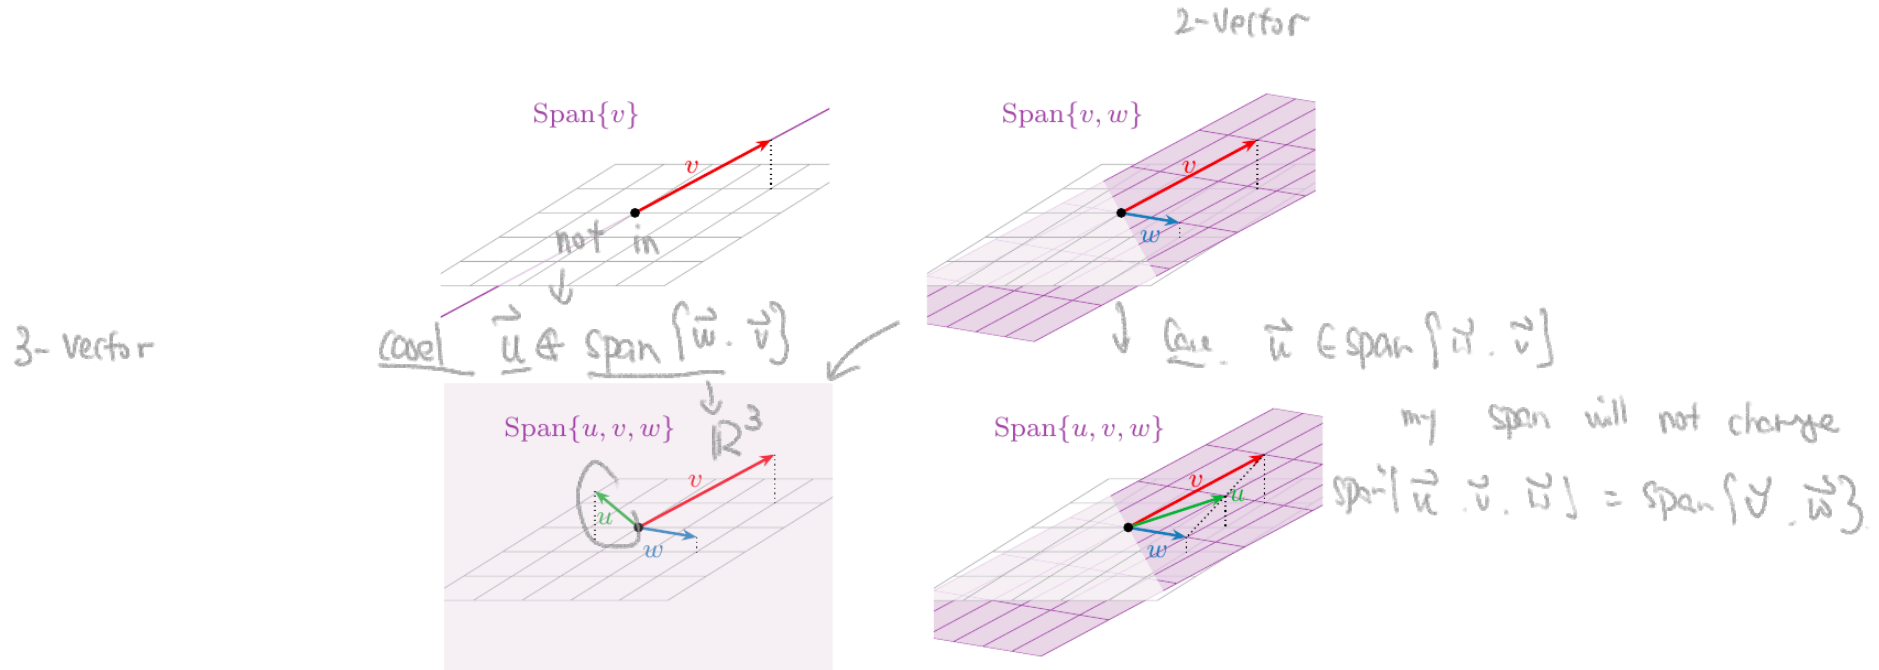 2-vector
Span{v}
Span{v, w}
v
v
w
not in
3-vector
case1 u⃗ ∉ span {w⃗. v⃗}
Case. u⃗ ∈ span { . v⃗}
Span{u, v, w}
ℝ³
Span{u, v, w}
my span will not change
span{u⃗ . v⃗ . w⃗} = span {v⃗ . w⃗}
v
u
w
v
u
w